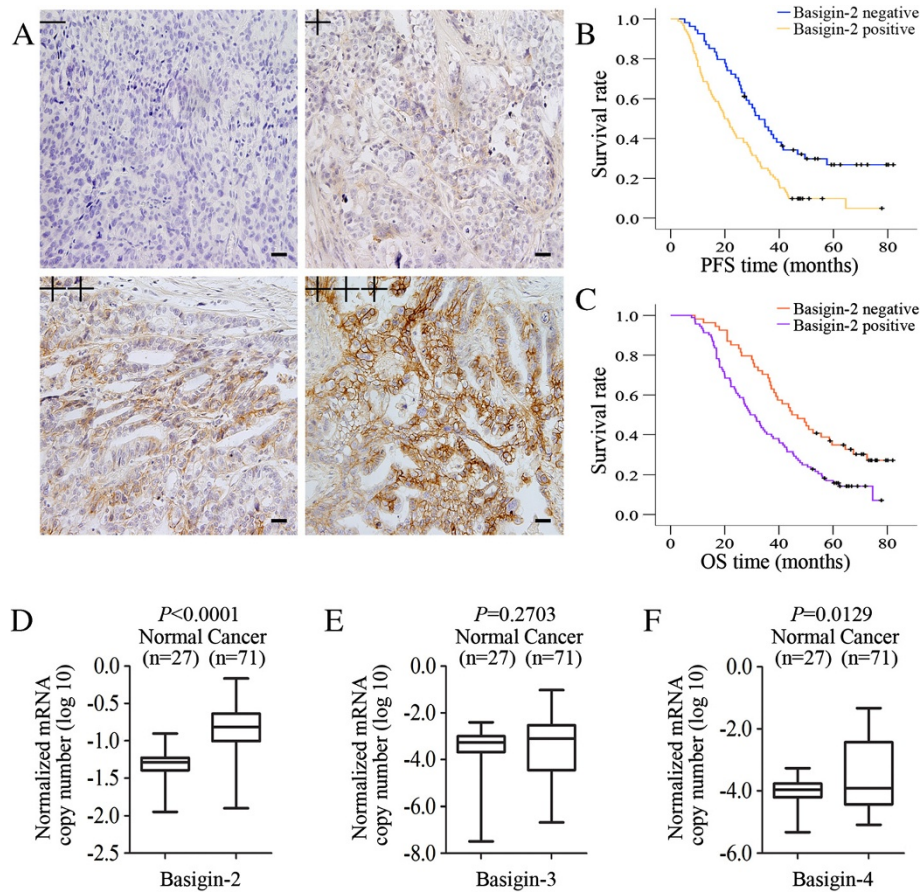 A
−
+
++
+++
B
Basigin-2 negative
Basigin-2 positive
Survival rate
1.0
0.8
0.6
0.4
0.2
0.0
0 20 40 60 80
PFS time (months)
C
Basigin-2 negative
Basigin-2 positive
Survival rate
1.0
0.8
0.6
0.4
0.2
0.0
0 20 40 60 80
OS time (months)
D
P<0.0001
Normal Cancer
(n=27) (n=71)
Normalized mRNA
copy number (log 10)
0.0
-0.5
-1.0
-1.5
-2.0
-2.5
Basigin-2
E
P=0.2703
Normal Cancer
(n=27) (n=71)
Normalized mRNA
copy number (log 10)
0.0
-2.0
-4.0
-6.0
-8.0
Basigin-3
F
P=0.0129
Normal Cancer
(n=27) (n=71)
Normalized mRNA
copy number (log 10)
0.0
-2.0
-4.0
-6.0
Basigin-4